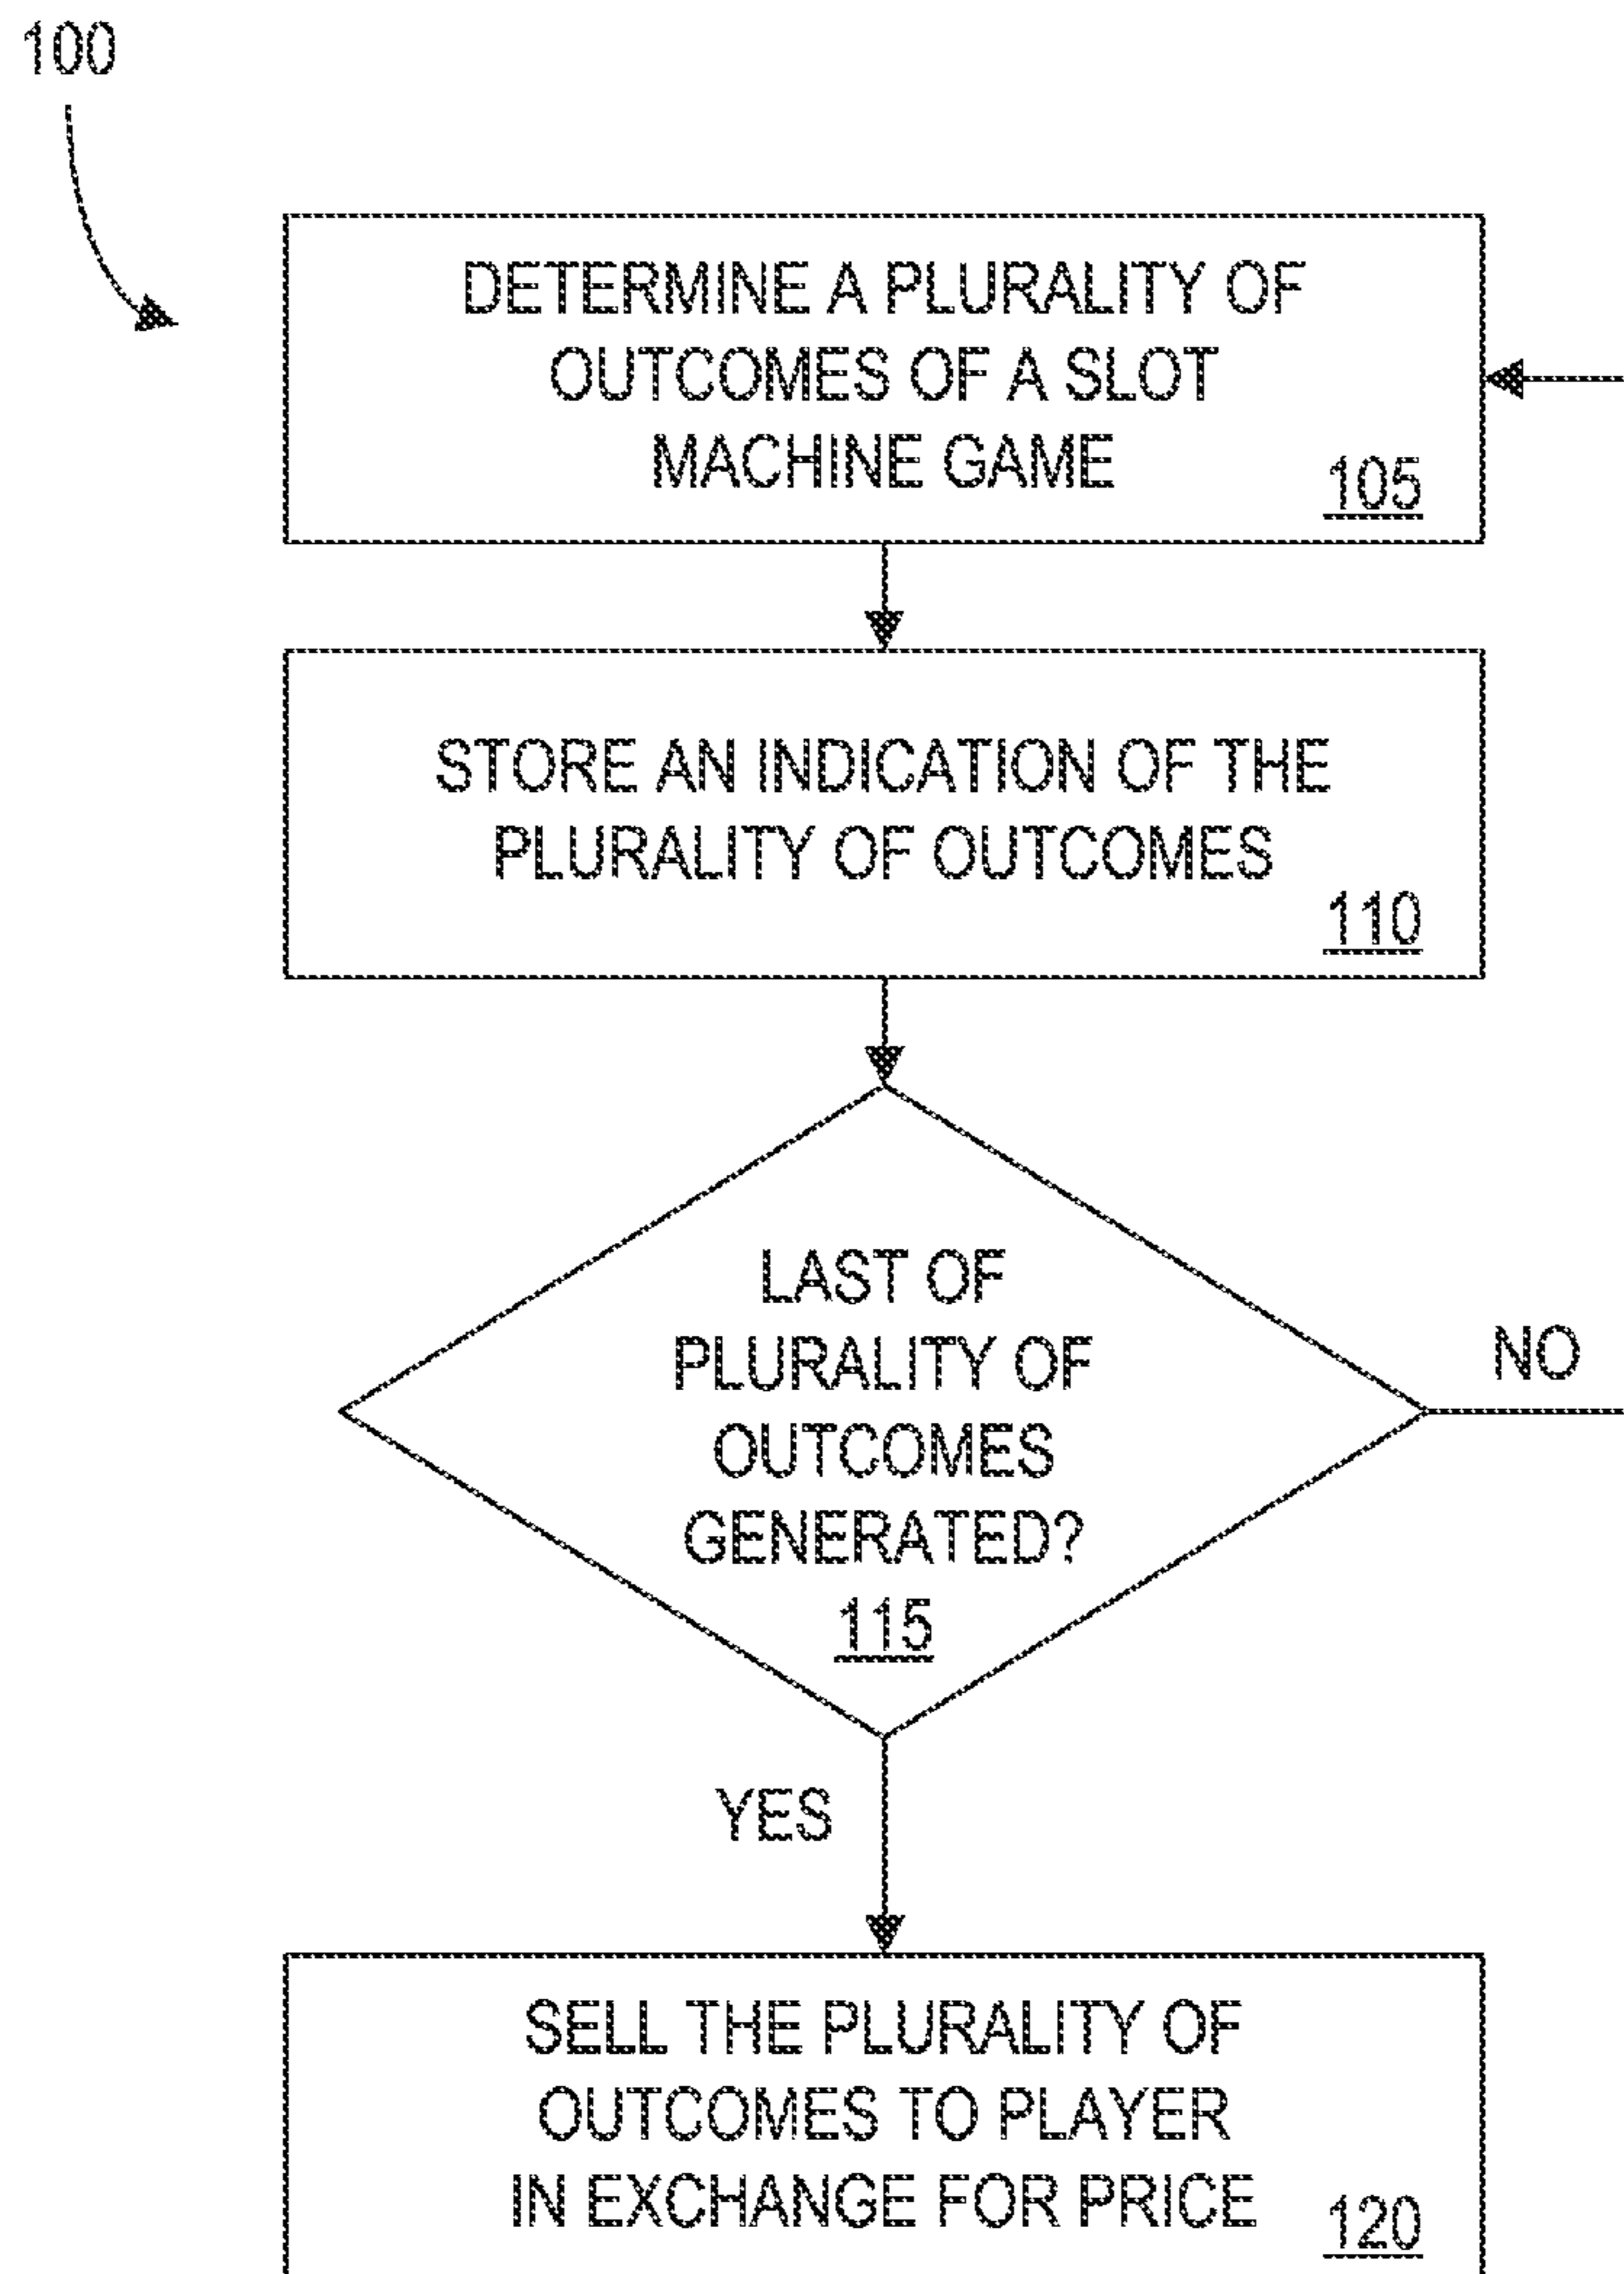 100
DETERMINE A PLURALITY OF
OUTCOMES OF A SLOT
MACHINE GAME
105
STORE AN INDICATION OF THE
PLURALITY OF OUTCOMES
110
LAST OF
PLURALITY OF
OUTCOMES
GENERATED?
115
NO
YES
SELL THE PLURALITY OF
OUTCOMES TO PLAYER
IN EXCHANGE FOR PRICE
120